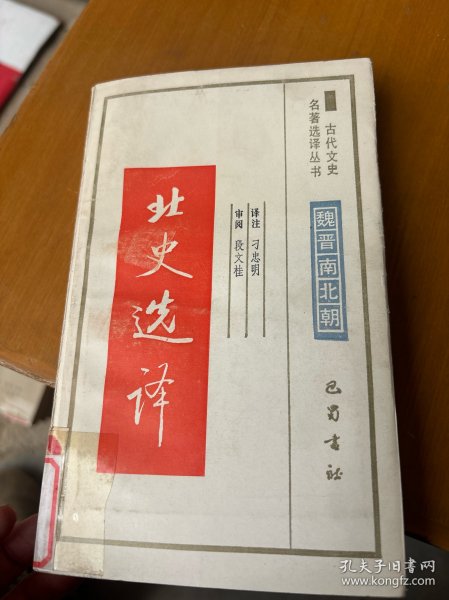 古代文史
名著选译丛书
魏晋南北朝
巴蜀书社
译注 刁忠明
审阅 段文桂
北史选译
孔夫子旧书网
www.kongfz.com